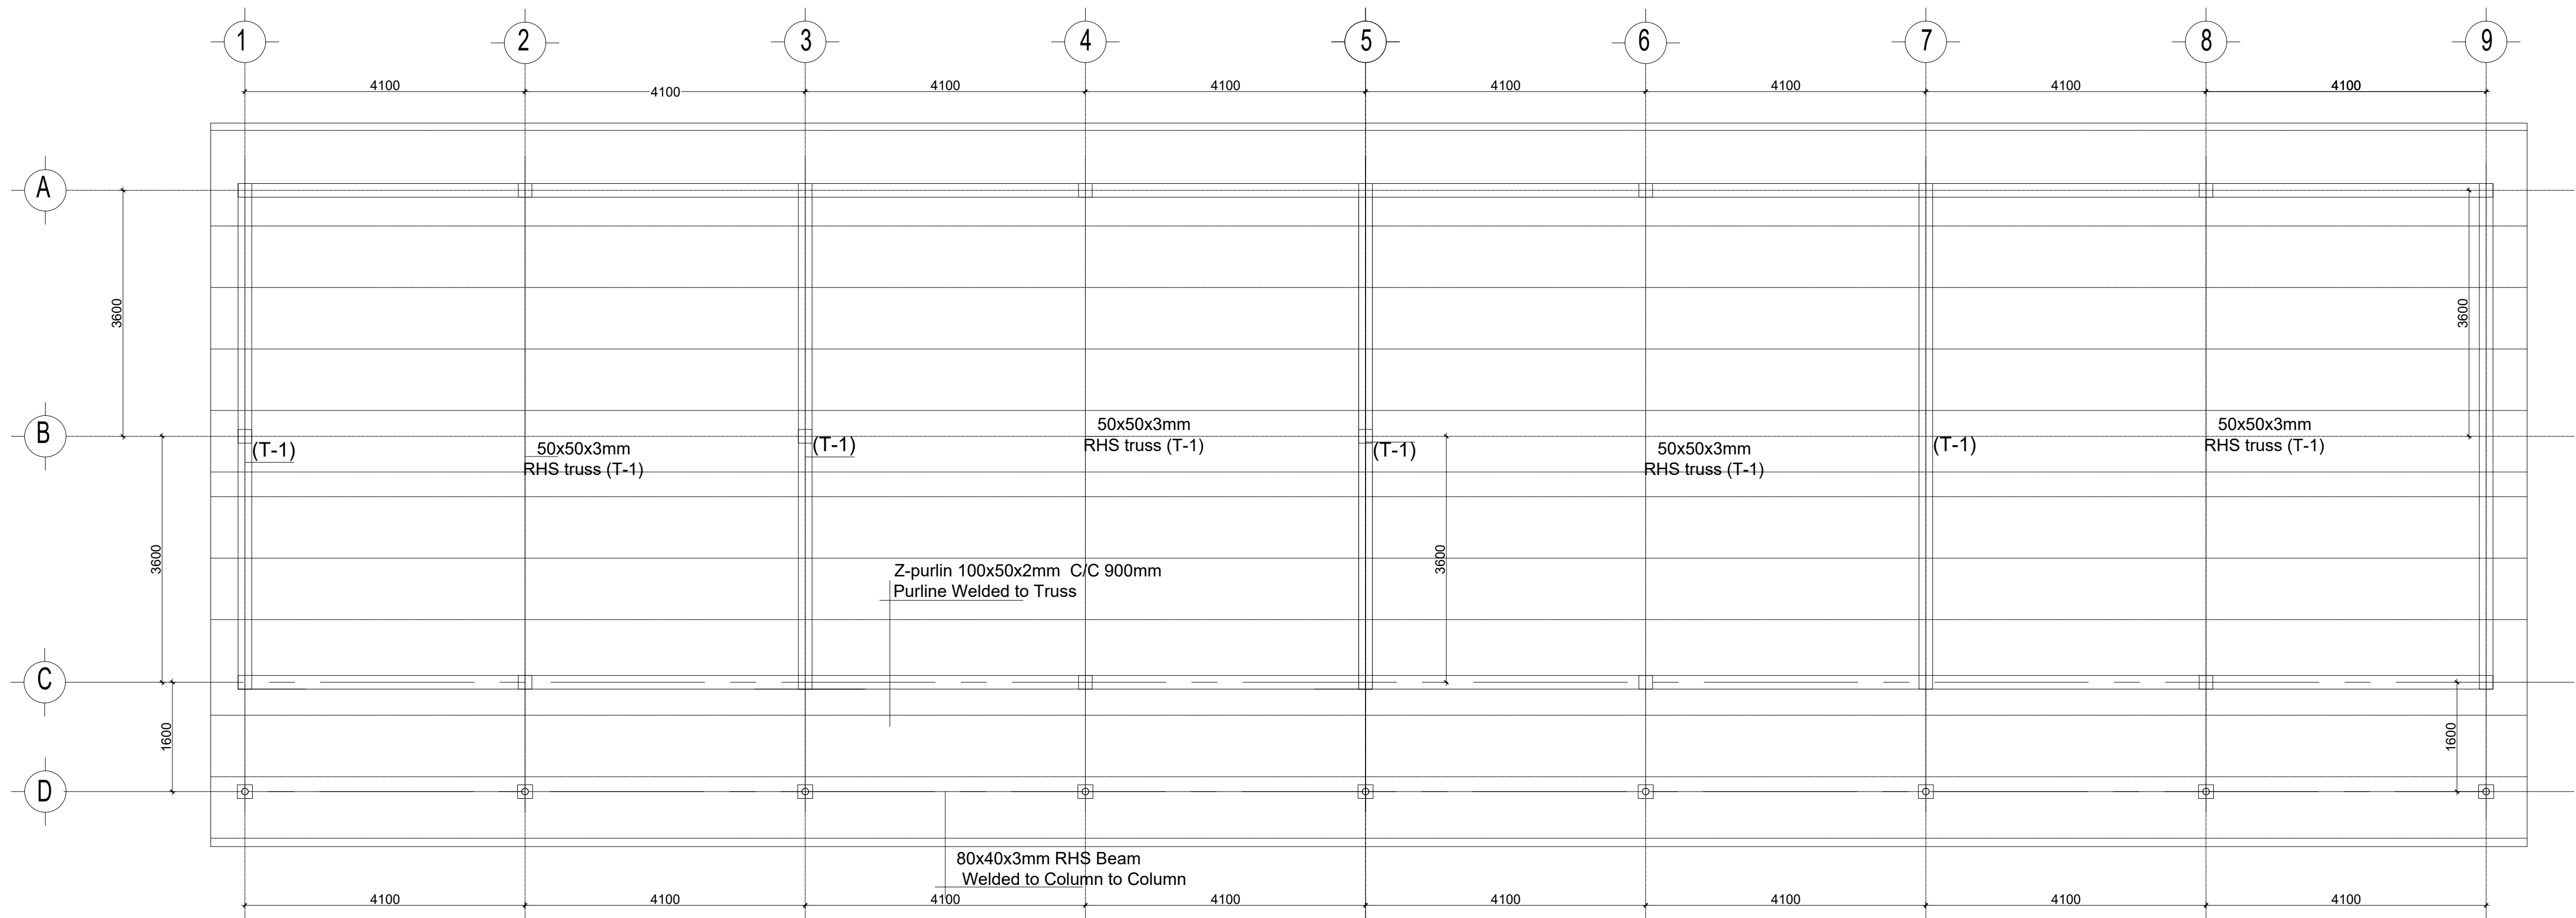 1 2 3 4 5 6 7 8 9
4100 4100 4100 4100 4100 4100 4100 4100
A
3600
3600
B
(T-1)
50x50x3mm
RHS truss (T-1)
(T-1)
50x50x3mm
RHS truss (T-1)
(T-1)
50x50x3mm
RHS truss (T-1)
(T-1)
50x50x3mm
RHS truss (T-1)
3600
3600
Z-purlin 100x50x2mm C/C 900mm
Purline Welded to Truss
C
1600
1600
D
80x40x3mm RHS Beam
Welded to Column to Column
4100 4100 4100 4100 4100 4100 4100 4100